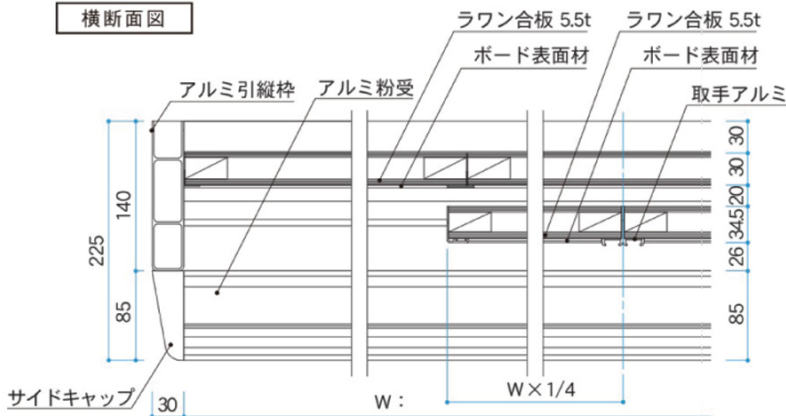 横断面図
ラワン合板 5.5t
ラワン合板 5.5t
ボード表面材
ボード表面材
アルミ引縦枠
アルミ粉受
取手アルミ
225
140
85
30
30
20
34.5
26
85
サイドキャップ
30
W：
W×1/4